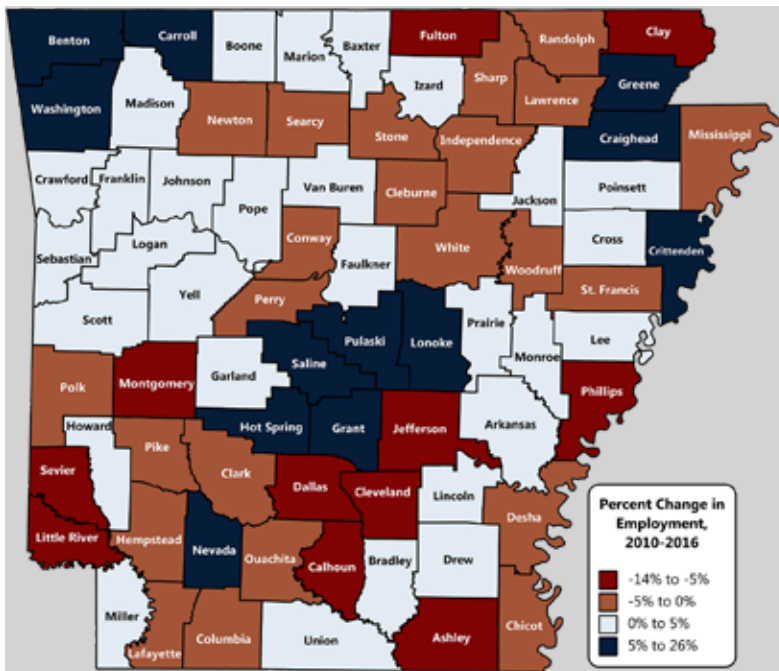 Benton
Carroll
Boone
Marion
Baxter
Fulton
Randolph
Clay
Izard
Sharp
Greene
Washington
Madison
Newton
Searcy
Stone
Independence
Lawrence
Craighead
Mississippi
Crawford
Franklin
Johnson
Pope
Van Buren
Cleburne
Jackson
Poinsett
Sebastian
Logan
Conway
Faulkner
White
Woodruff
Cross
Crittenden
St. Francis
Scott
Yell
Perry
Saline
Pulaski
Lonoke
Prairie
Monroe
Lee
Polk
Montgomery
Garland
Hot Spring
Grant
Jefferson
Arkansas
Phillips
Howard
Pike
Clark
Dallas
Cleveland
Lincoln
Desha
Sevier
Little River
Hempstead
Nevada
Ouachita
Calhoun
Bradley
Drew
Miller
Lafayette
Columbia
Union
Ashley
Chicot
Percent Change in
Employment,
2010-2016
-14% to -5%
-5% to 0%
0% to 5%
5% to 26%